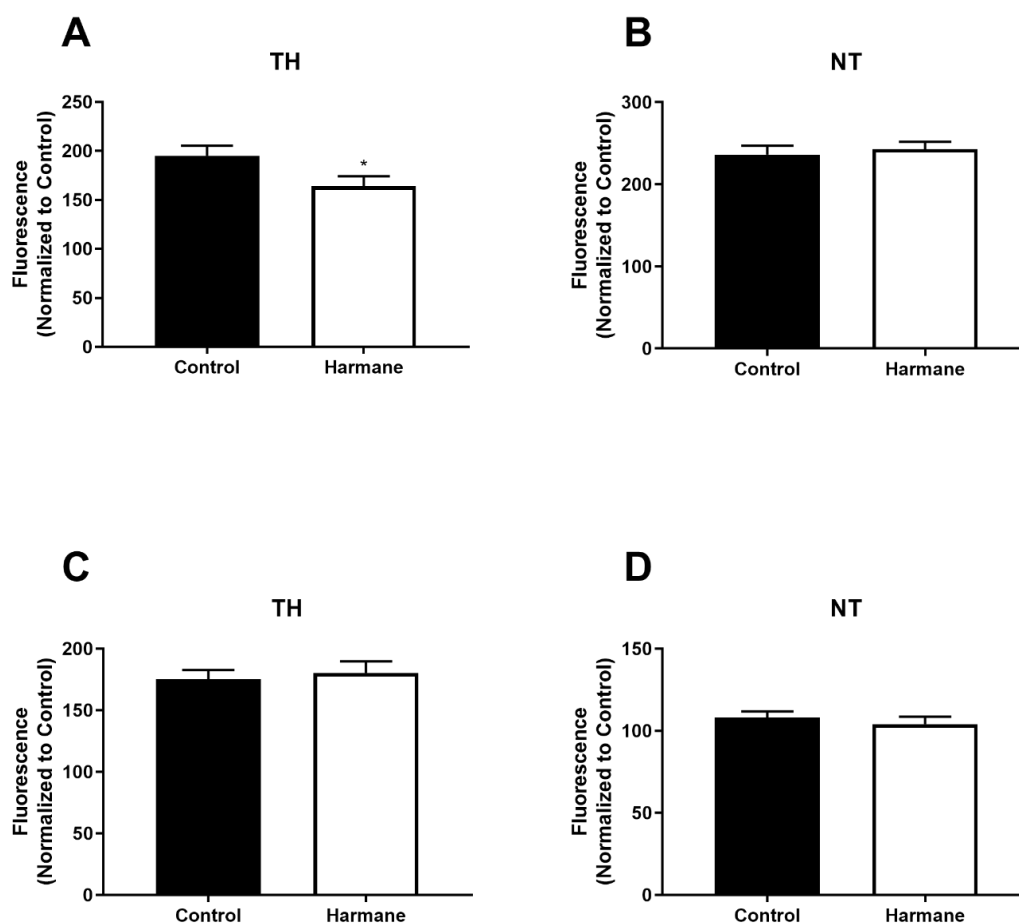 A
TH
Fluorescence
(Normalized to Control)
250
200
150
100
50
0
*
Control
Harmane
B
NT
Fluorescence
(Normalized to Control)
300
200
100
0
Control
Harmane
C
TH
Fluorescence
(Normalized to Control)
200
150
100
50
0
Control
Harmane
D
NT
Fluorescence
(Normalized to Control)
150
100
50
0
Control
Harmane